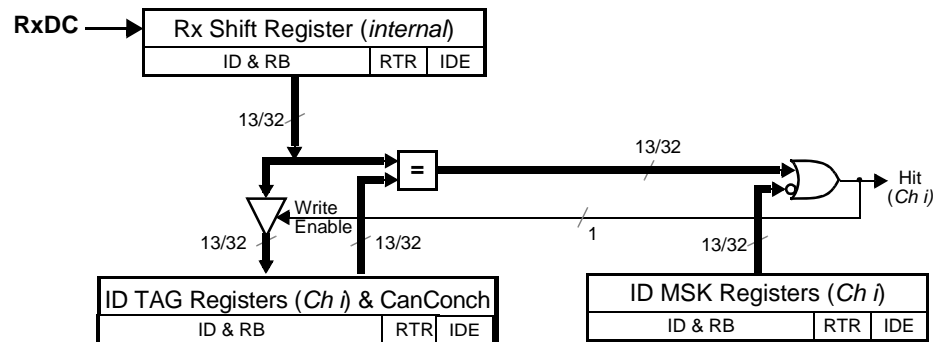 RxDC
Rx Shift Register (internal)
ID & RB RTR IDE
13/32
13/32
=
Hit
(Ch i)
Write
Enable
1
13/32
13/32
13/32
ID TAG Registers (Ch i) & CanConch
ID & RB RTR IDE
ID MSK Registers (Ch i)
ID & RB RTR IDE